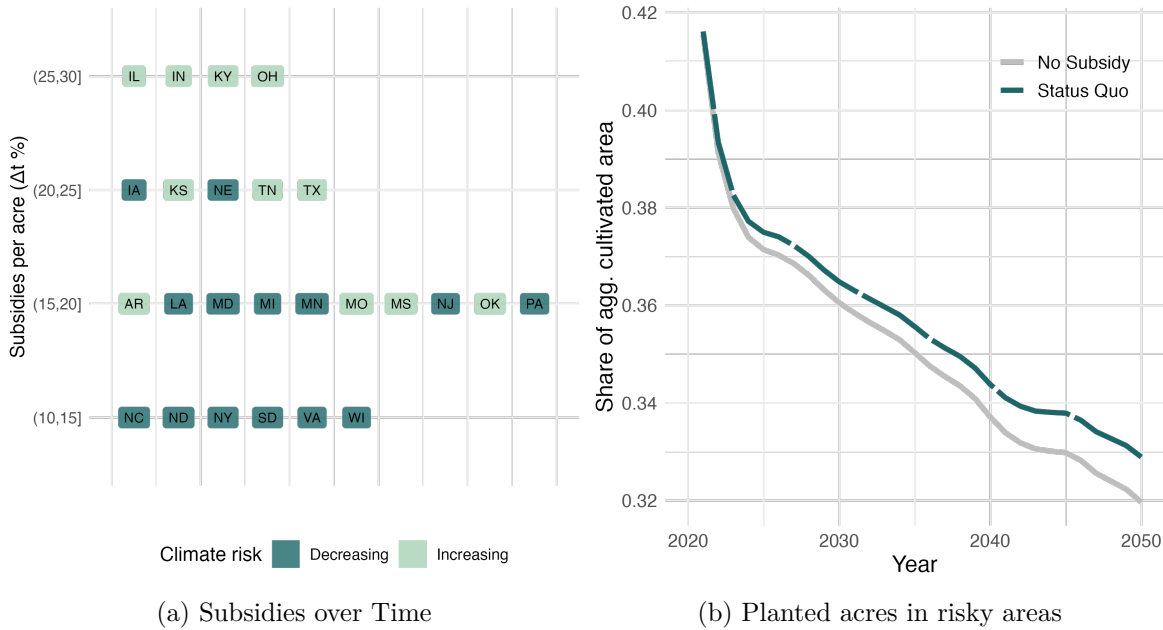 Subsidies per acre (Δt %)
(25,30]
IL IN KY OH
(20,25]
IA KS NE TN TX
(15,20]
AR LA MD MI MN MO MS NJ OK PA
(10,15]
NC ND NY SD VA WI
Climate risk Decreasing Increasing
(a) Subsidies over Time
Share of agg. cultivated area
0.42
0.40
0.38
0.36
0.34
0.32
No Subsidy
Status Quo
2020 2030 2040 2050
Year
(b) Planted acres in risky areas